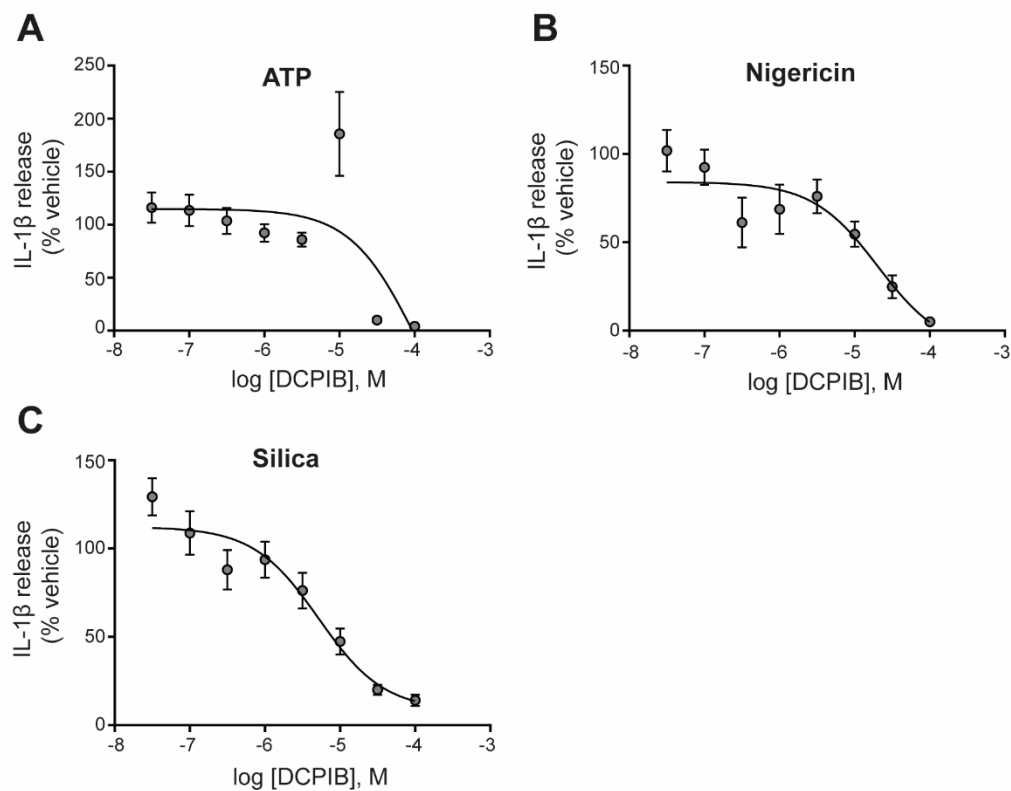 A
ATP
250
200
150
100
50
0
IL-1β release
(% vehicle)
-8
-7
-6
-5
-4
-3
log [DCPIB], M
B
Nigericin
150
100
50
0
IL-1β release
(% vehicle)
-8
-7
-6
-5
-4
-3
log [DCPIB], M
C
Silica
150
100
50
0
IL-1β release
(% vehicle)
-8
-7
-6
-5
-4
-3
log [DCPIB], M